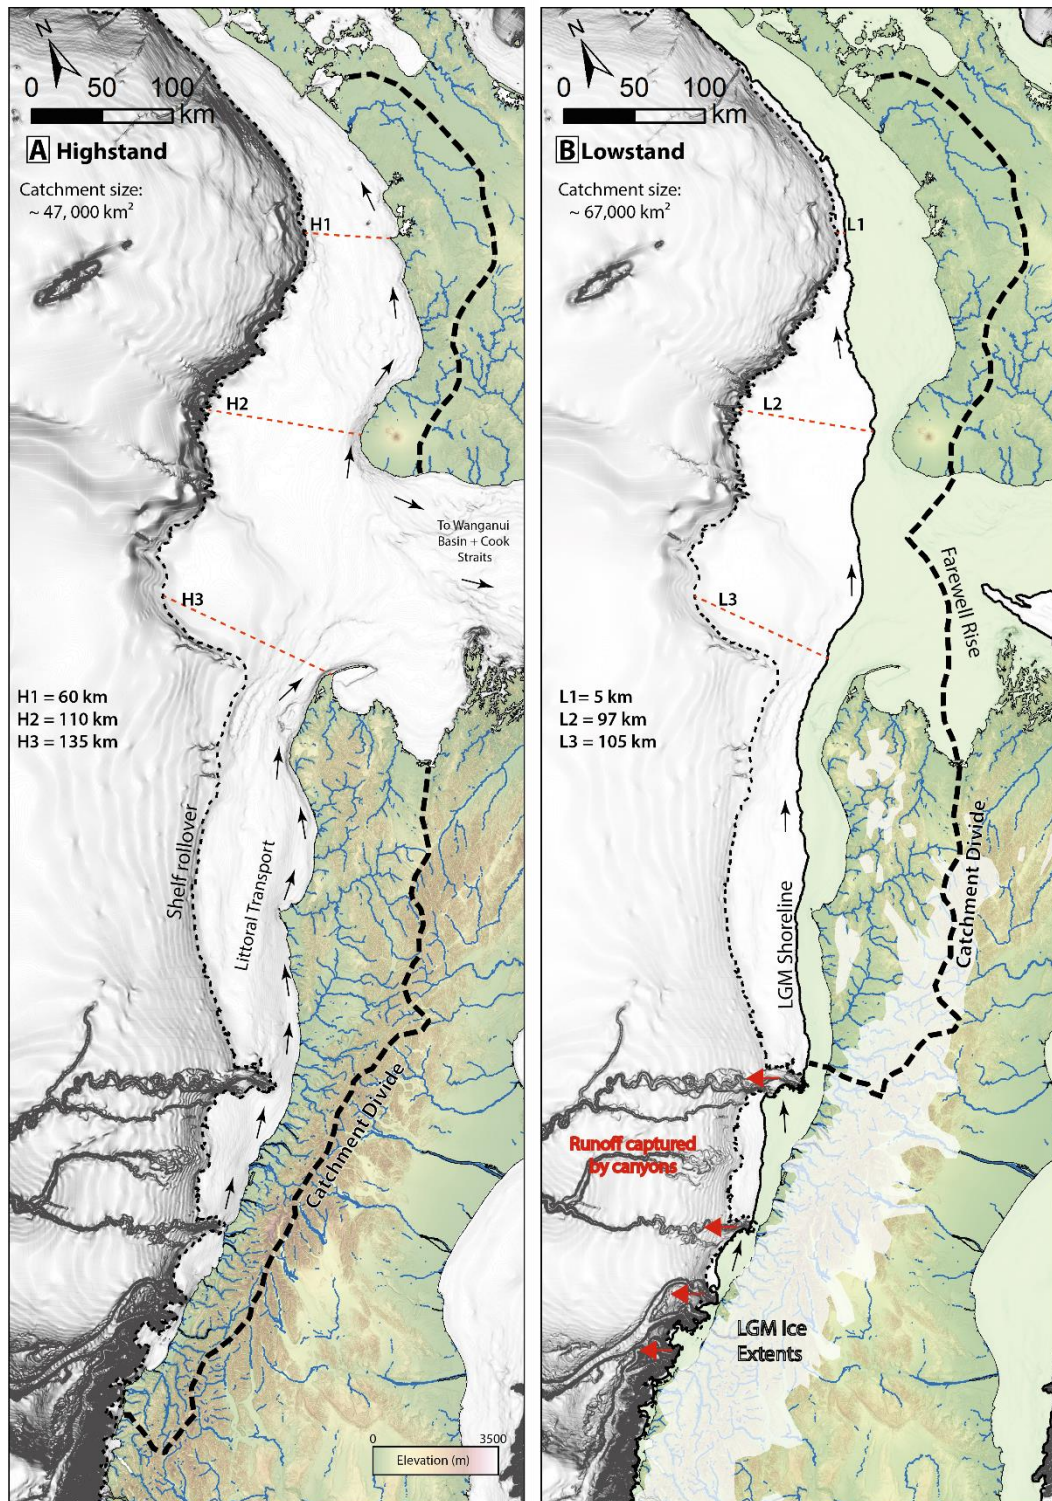 N
0 50 100
km
A Highstand
Catchment size:
~ 47, 000 km²
H1
H2
To Wanganui
Basin + Cook
Straits
H3
H1 = 60 km
H2 = 110 km
H3 = 135 km
Shelf rollover
Littoral Transport
Catchment Divide
0 3500
Elevation (m)
N
0 50 100
km
B Lowstand
Catchment size:
~ 67,000 km²
L1
L2
Farewell Rise
L3
L1= 5 km
L2 = 97 km
L3 = 105 km
LGM Shoreline
Catchment Divide
Runoff captured
by canyons
LGM Ice
Extents